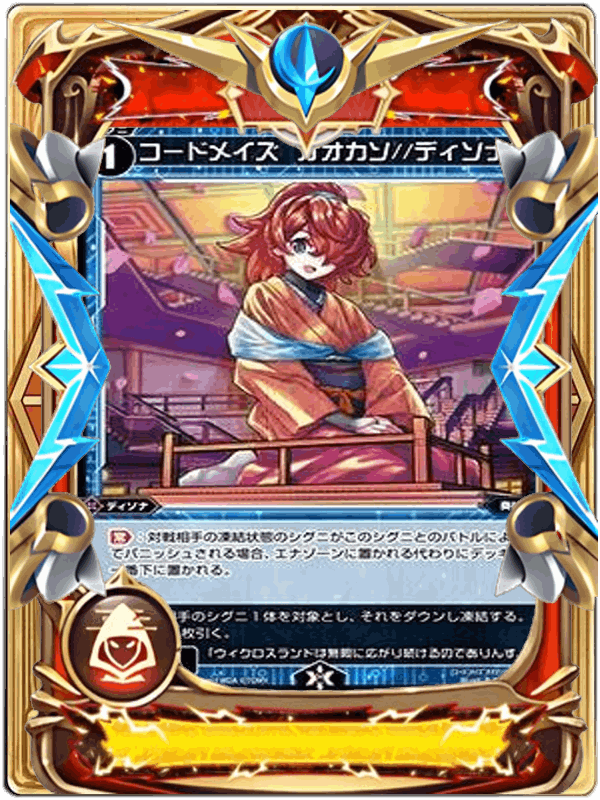 1 コードメイズ オオカン//ディソナ
ディソナ
常：対戦相手の凍結状態のシグニがこのシグニとのバトルによ
てバニッシュされる場合、エナゾーンに置かれる代わりにデッキ
一番下に置かれる。
手のシグニ１体を対象とし、それをダウンし凍結する。
枚引く。
「ウィクロスランドは無限に広がり続けるのでありんす